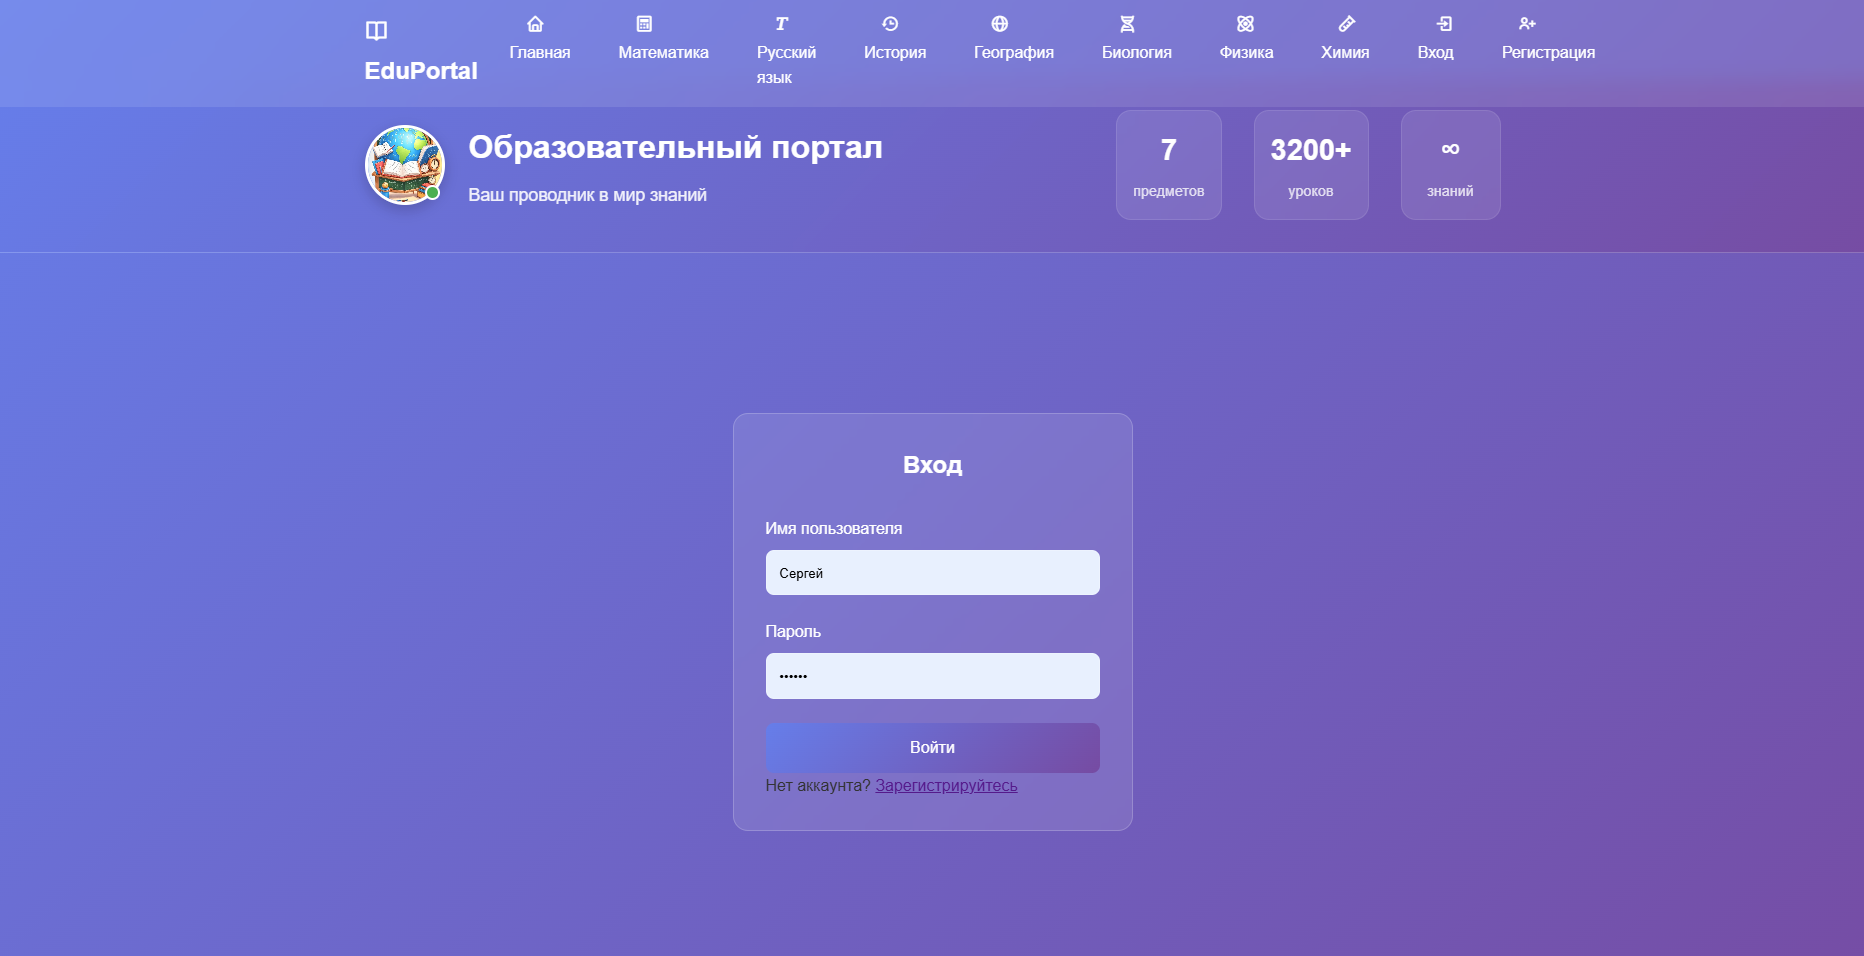 EduPortal
Главная
Математика
Русский
язык
История
География
Биология
Физика
Химия
Вход
Регистрация
Образовательный портал
Ваш проводник в мир знаний
7
предметов
3200+
уроков
∞
знаний
Вход
Имя пользователя
Сергей
Пароль
••••••
Войти
Нет аккаунта? Зарегистрируйтесь